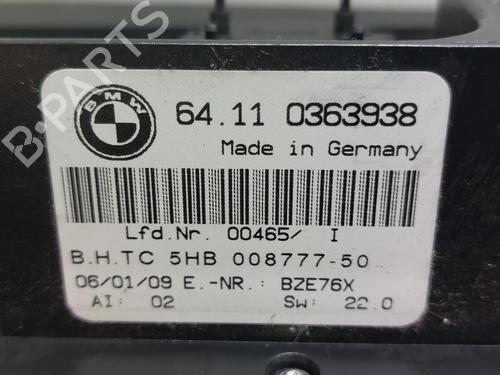 BMW
64.11 0363938
Made in Germany
Lfd.Nr. 00465/ I
B.H.TC 5HB 008777-50
06/01/09 E.-NR.: BZE76X
AI: 02 Sw: 22.0
B-PARTS